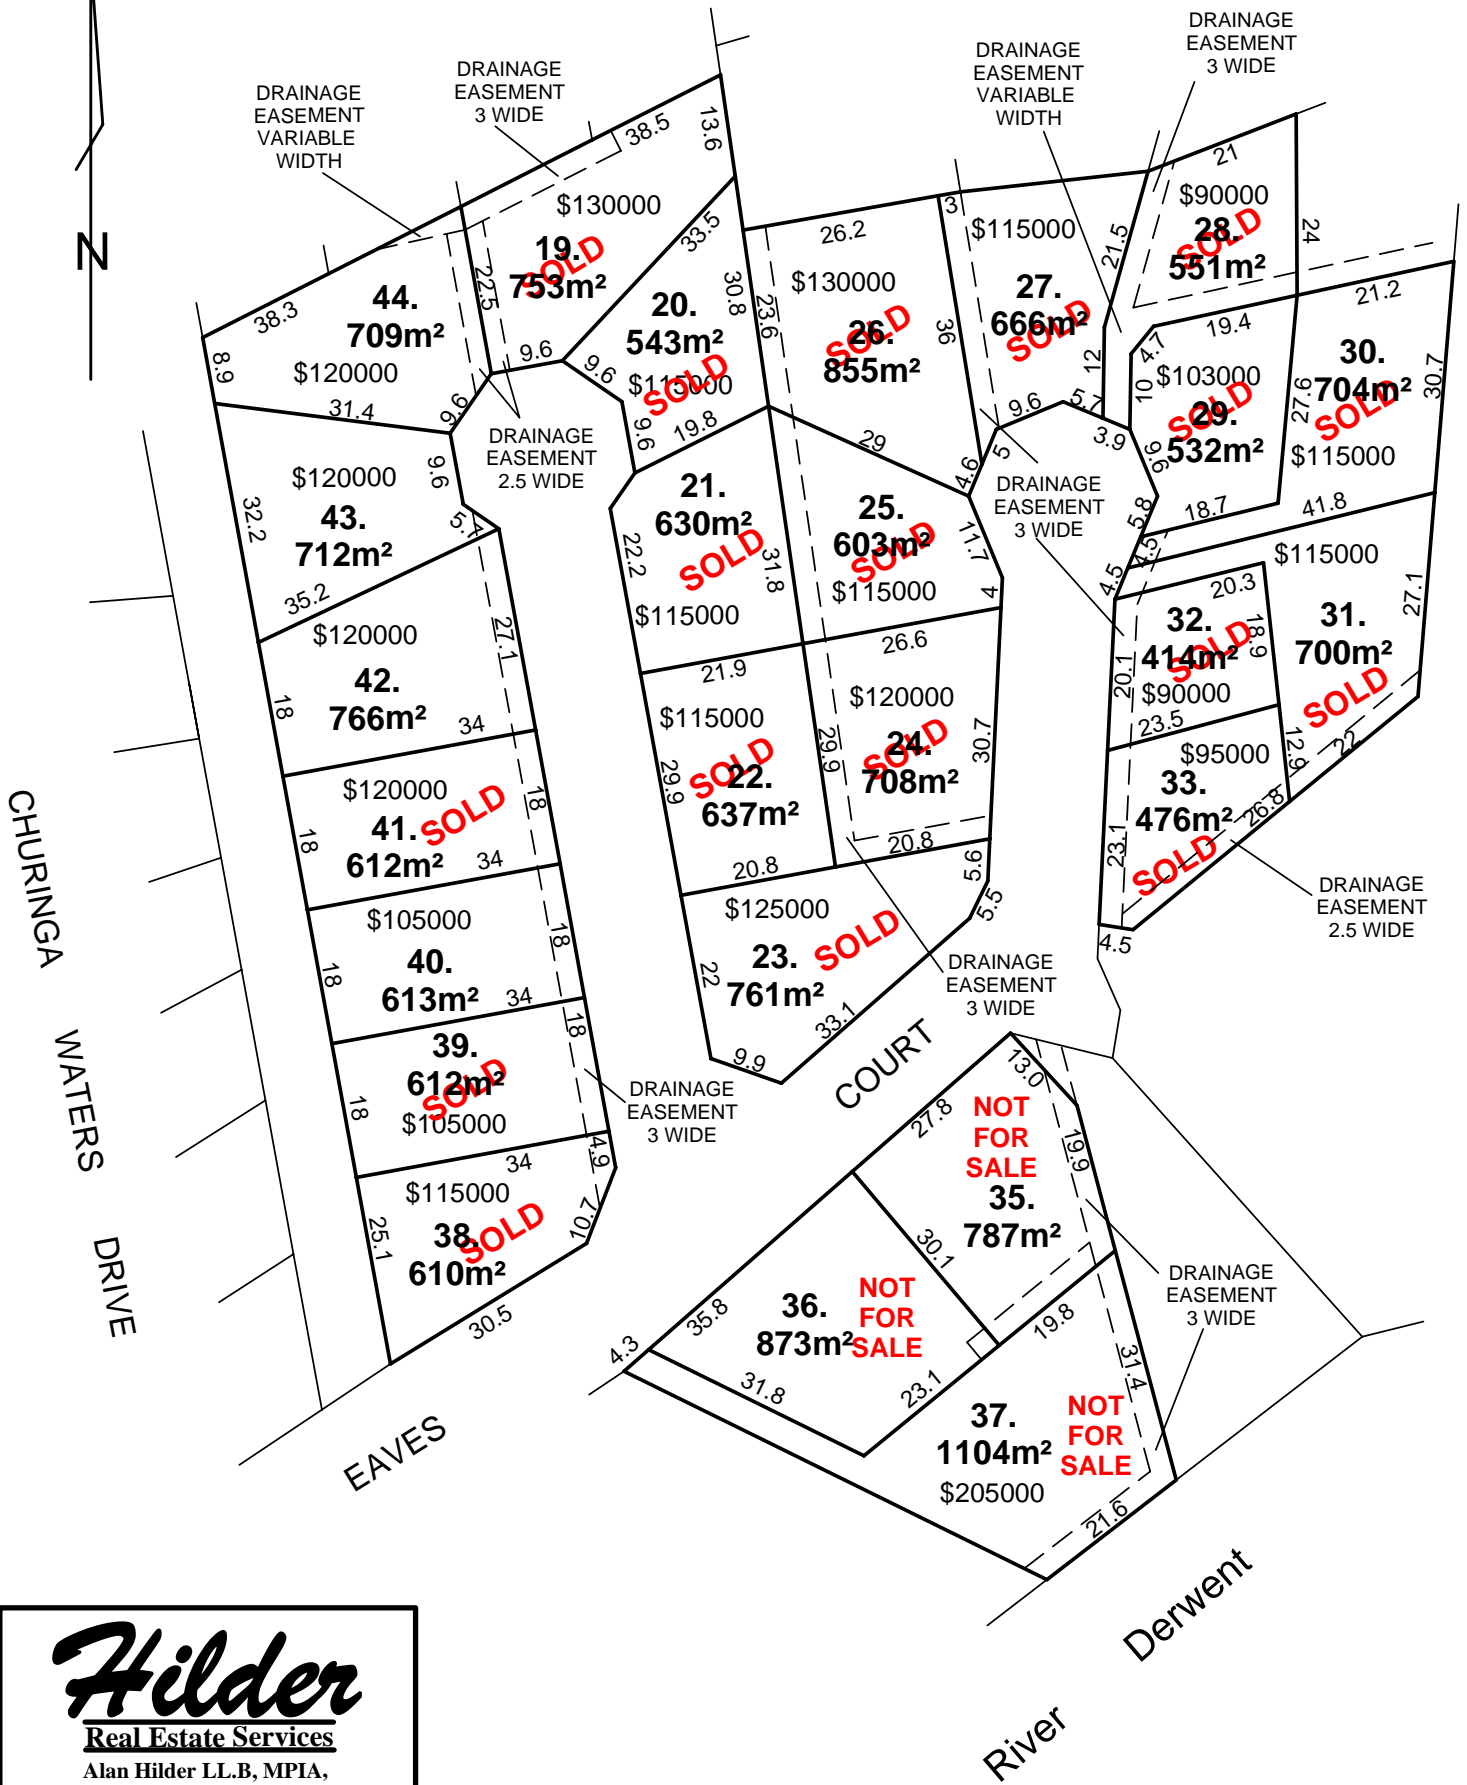 DRAINAGE
EASEMENT
3 WIDE
DRAINAGE
EASEMENT
VARIABLE
WIDTH
DRAINAGE
EASEMENT
3 WIDE
DRAINAGE
EASEMENT
VARIABLE
WIDTH
N
38.5
13.6
$130000
19.
753m²
SOLD
22.5
33.5
38.3
44.
709m²
$120000
8.9
31.4
9.6
9.6
9.6
9.6
20.
543m²
$115000
SOLD
30.8
19.8
DRAINAGE
EASEMENT
2.5 WIDE
26.2
$130000
26.
855m²
SOLD
23.6
36
29
3
$115000
27.
666m²
SOLD
21.5
12
9.6
5.7
4.6
5
21
$90000
28.
551m²
SOLD
24
19.4
4.7
10
$103000
29.
532m²
SOLD
27.6
3.9
9.6
18.7
5.8
21.2
30.
704m²
SOLD
$115000
30.7
41.8
4.5
4.5
DRAINAGE
EASEMENT
3 WIDE
$120000
43.
712m²
9.6
5.7
32.2
35.2
21.
630m²
SOLD
$115000
22.2
31.8
21.9
25.
603m²
SOLD
$115000
11.7
4
26.6
$115000
31.
700m²
SOLD
27.1
22
12.9
20.3
32.
414m²
SOLD
$90000
18.9
20.1
23.5
$95000
33.
476m²
SOLD
23.1
26.8
4.5
DRAINAGE
EASEMENT
2.5 WIDE
$120000
42.
766m²
27.1
18
34
$115000
22.
637m²
SOLD
29.9
29.9
20.8
$120000
24.
708m²
SOLD
30.7
20.8
$120000
41.
612m²
SOLD
18
18
34
$125000
23.
761m²
SOLD
5.6
5.5
22
33.1
9.9
DRAINAGE
EASEMENT
3 WIDE
$105000
40.
613m²
18
18
34
39.
612m²
SOLD
$105000
18
18
34
DRAINAGE
EASEMENT
3 WIDE
$115000
38.
610m²
SOLD
4.9
10.7
25.1
30.5
CHURINGA
WATERS
DRIVE
COURT
EAVES
13.0
27.8
NOT
FOR
SALE
35.
787m²
19.9
30.1
36.
873m²
NOT
FOR
SALE
35.8
4.3
31.8
23.1
19.8
DRAINAGE
EASEMENT
3 WIDE
37.
1104m²
$205000
NOT
FOR
SALE
31.4
21.6
Derwent
River
Hilder
Real Estate Services
Alan Hilder LL.B, MPIA,